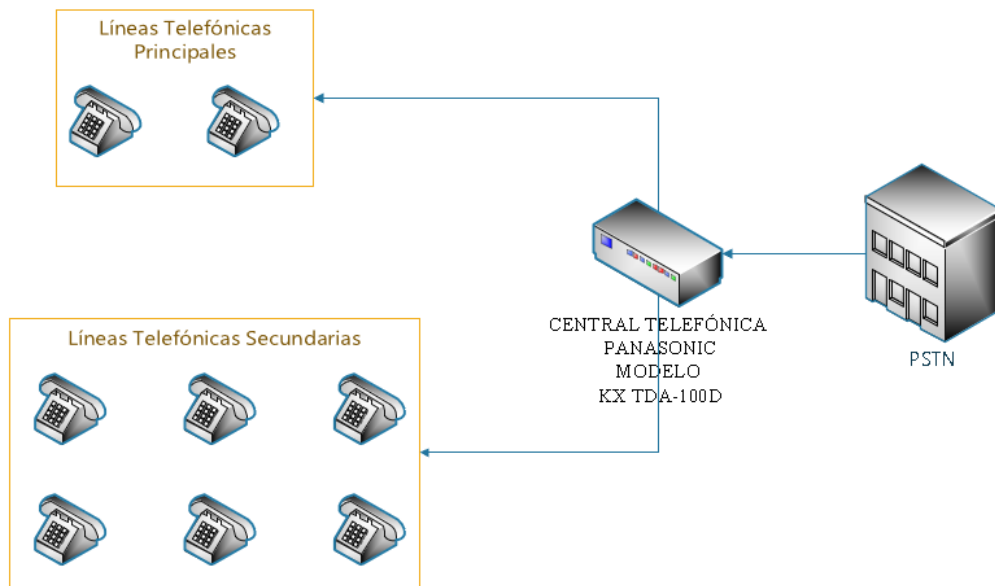 Líneas Telefónicas
Principales
CENTRAL TELEFÓNICA
PANASONIC
MODELO
KX TDA-100D
PSTN
Líneas Telefónicas Secundarias